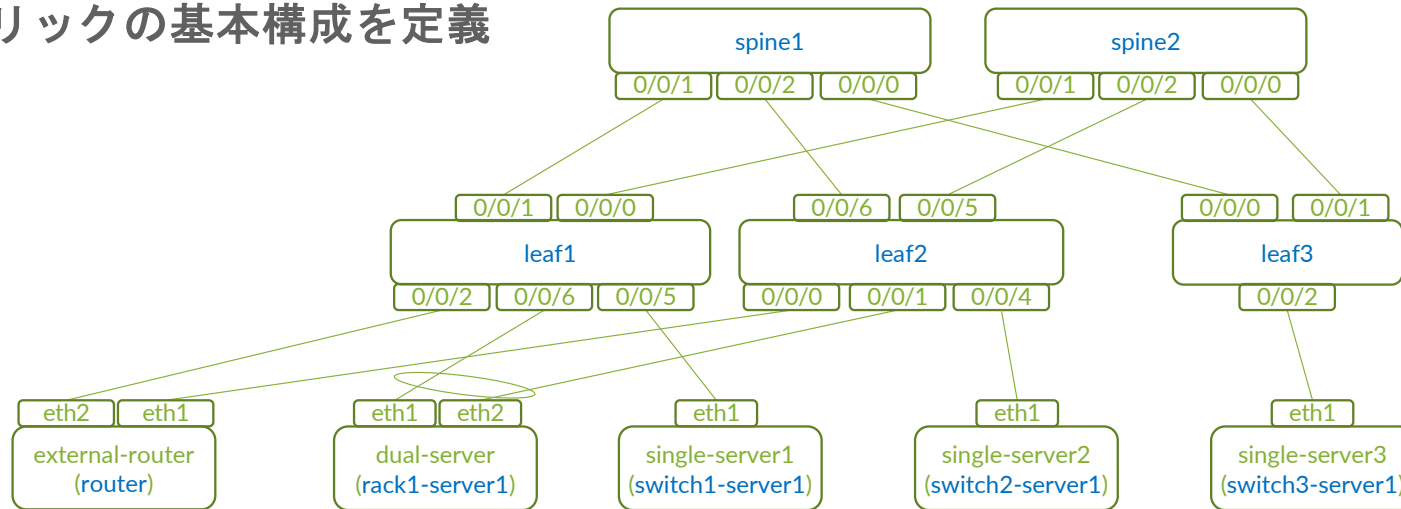 リックの基本構成を定義
spine1
spine2
0/0/1 0/0/2 0/0/0
0/0/1 0/0/2 0/0/0
0/0/1 0/0/0
0/0/6 0/0/5
0/0/0 0/0/1
leaf1
leaf2
leaf3
0/0/2 0/0/6 0/0/5
0/0/0 0/0/1 0/0/4
0/0/2
eth2 eth1
eth1 eth2
eth1
eth1
eth1
external-router
(router)
dual-server
(rack1-server1)
single-server1
(switch1-server1)
single-server2
(switch2-server1)
single-server3
(switch3-server1)